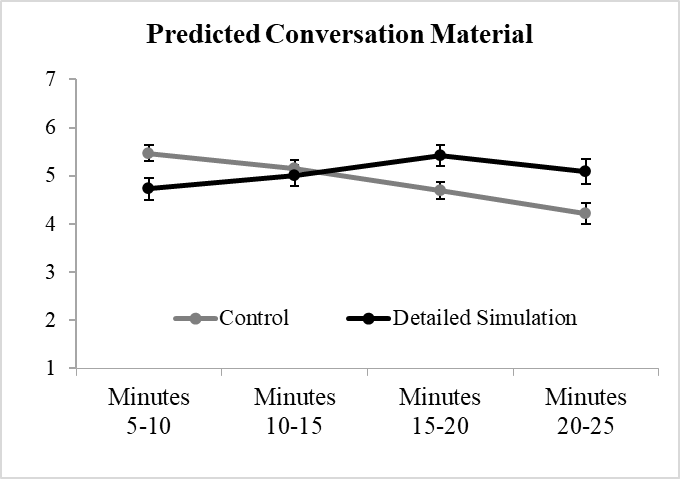 Predicted Conversation Material
7
6
5
4
3
2
1
Control
Detailed Simulation
Minutes
5-10
Minutes
10-15
Minutes
15-20
Minutes
20-25